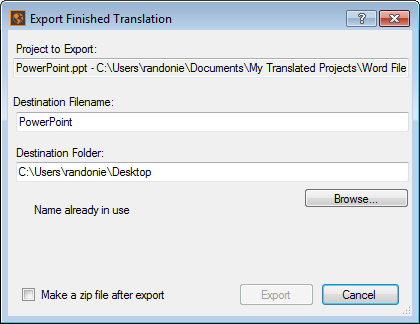 Export Finished Translation
Project to Export:
PowerPoint.ppt - C:\Users\randonie\Documents\My Translated Projects\Word File
Destination Filename:
PowerPoint
Destination Folder:
C:\Users\randonie\Desktop
Browse...
Name already in use
Make a zip file after export
Export
Cancel